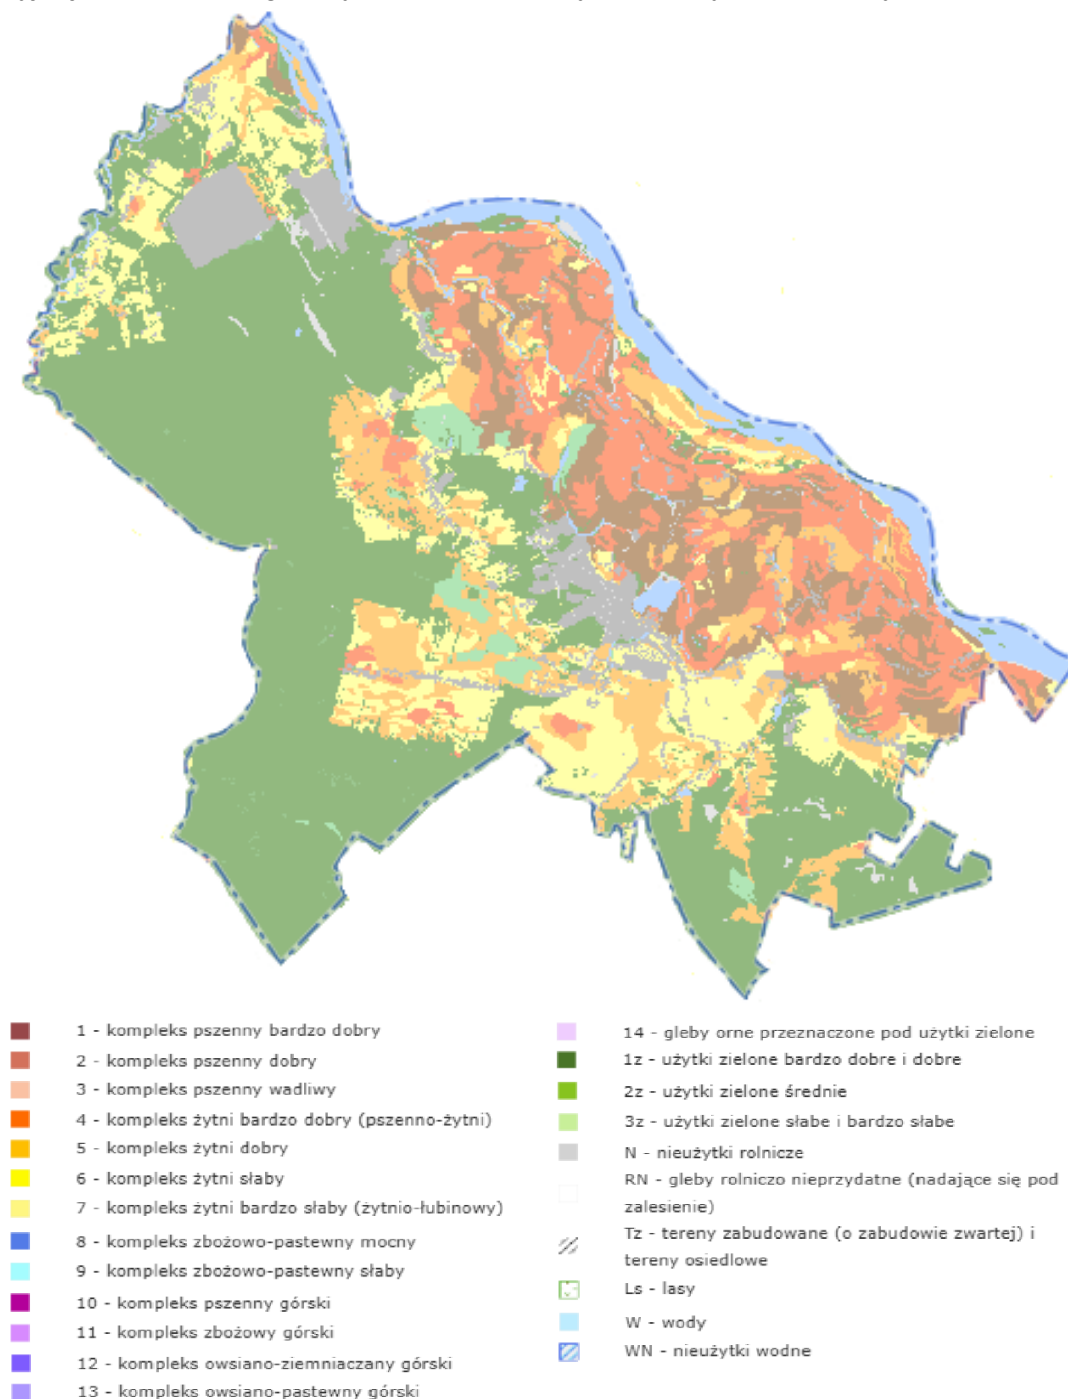 1 - kompleks pszenny bardzo dobry
2 - kompleks pszenny dobry
3 - kompleks pszenny wadliwy
4 - kompleks żytni bardzo dobry (pszenno-żytni)
5 - kompleks żytni dobry
6 - kompleks żytni słaby
7 - kompleks żytni bardzo słaby (żytnio-łubinowy)
8 - kompleks zbożowo-pastewny mocny
9 - kompleks zbożowo-pastewny słaby
10 - kompleks pszenny górski
11 - kompleks zbożowy górski
12 - kompleks owsiano-ziemniaczany górski
13 - kompleks owsiano-pastewny górski
14 - gleby orne przeznaczone pod użytki zielone
1z - użytki zielone bardzo dobre i dobre
2z - użytki zielone średnie
3z - użytki zielone słabe i bardzo słabe
N - nieużytki rolnicze
RN - gleby rolniczo nieprzydatne (nadające się pod
zalesienie)
Tz - tereny zabudowane (o zabudowie zwartej) i
tereny osiedlowe
Ls - lasy
W - wody
WN - nieużytki wodne